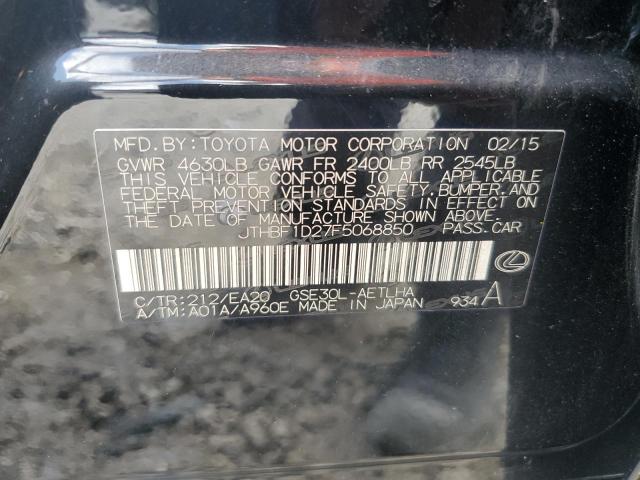 MFD.BY:TOYOTA MOTOR CORPORATION 02/15
GVWR 4630LB GAWR FR 2400LB RR 2545LB
THIS VEHICLE CONFORMS TO ALL APPLICABLE
FEDERAL MOTOR VEHICLE SAFETY,BUMPER,AND
THEFT PREVENTION STANDARDS IN EFFECT ON
THE DATE OF MANUFACTURE SHOWN ABOVE.
JTHBF1D27F5068850 PASS.CAR
C/TR:212/EA20 GSE30L-AETLHA
A/TM:A01A/A960E MADE IN JAPAN 934 A